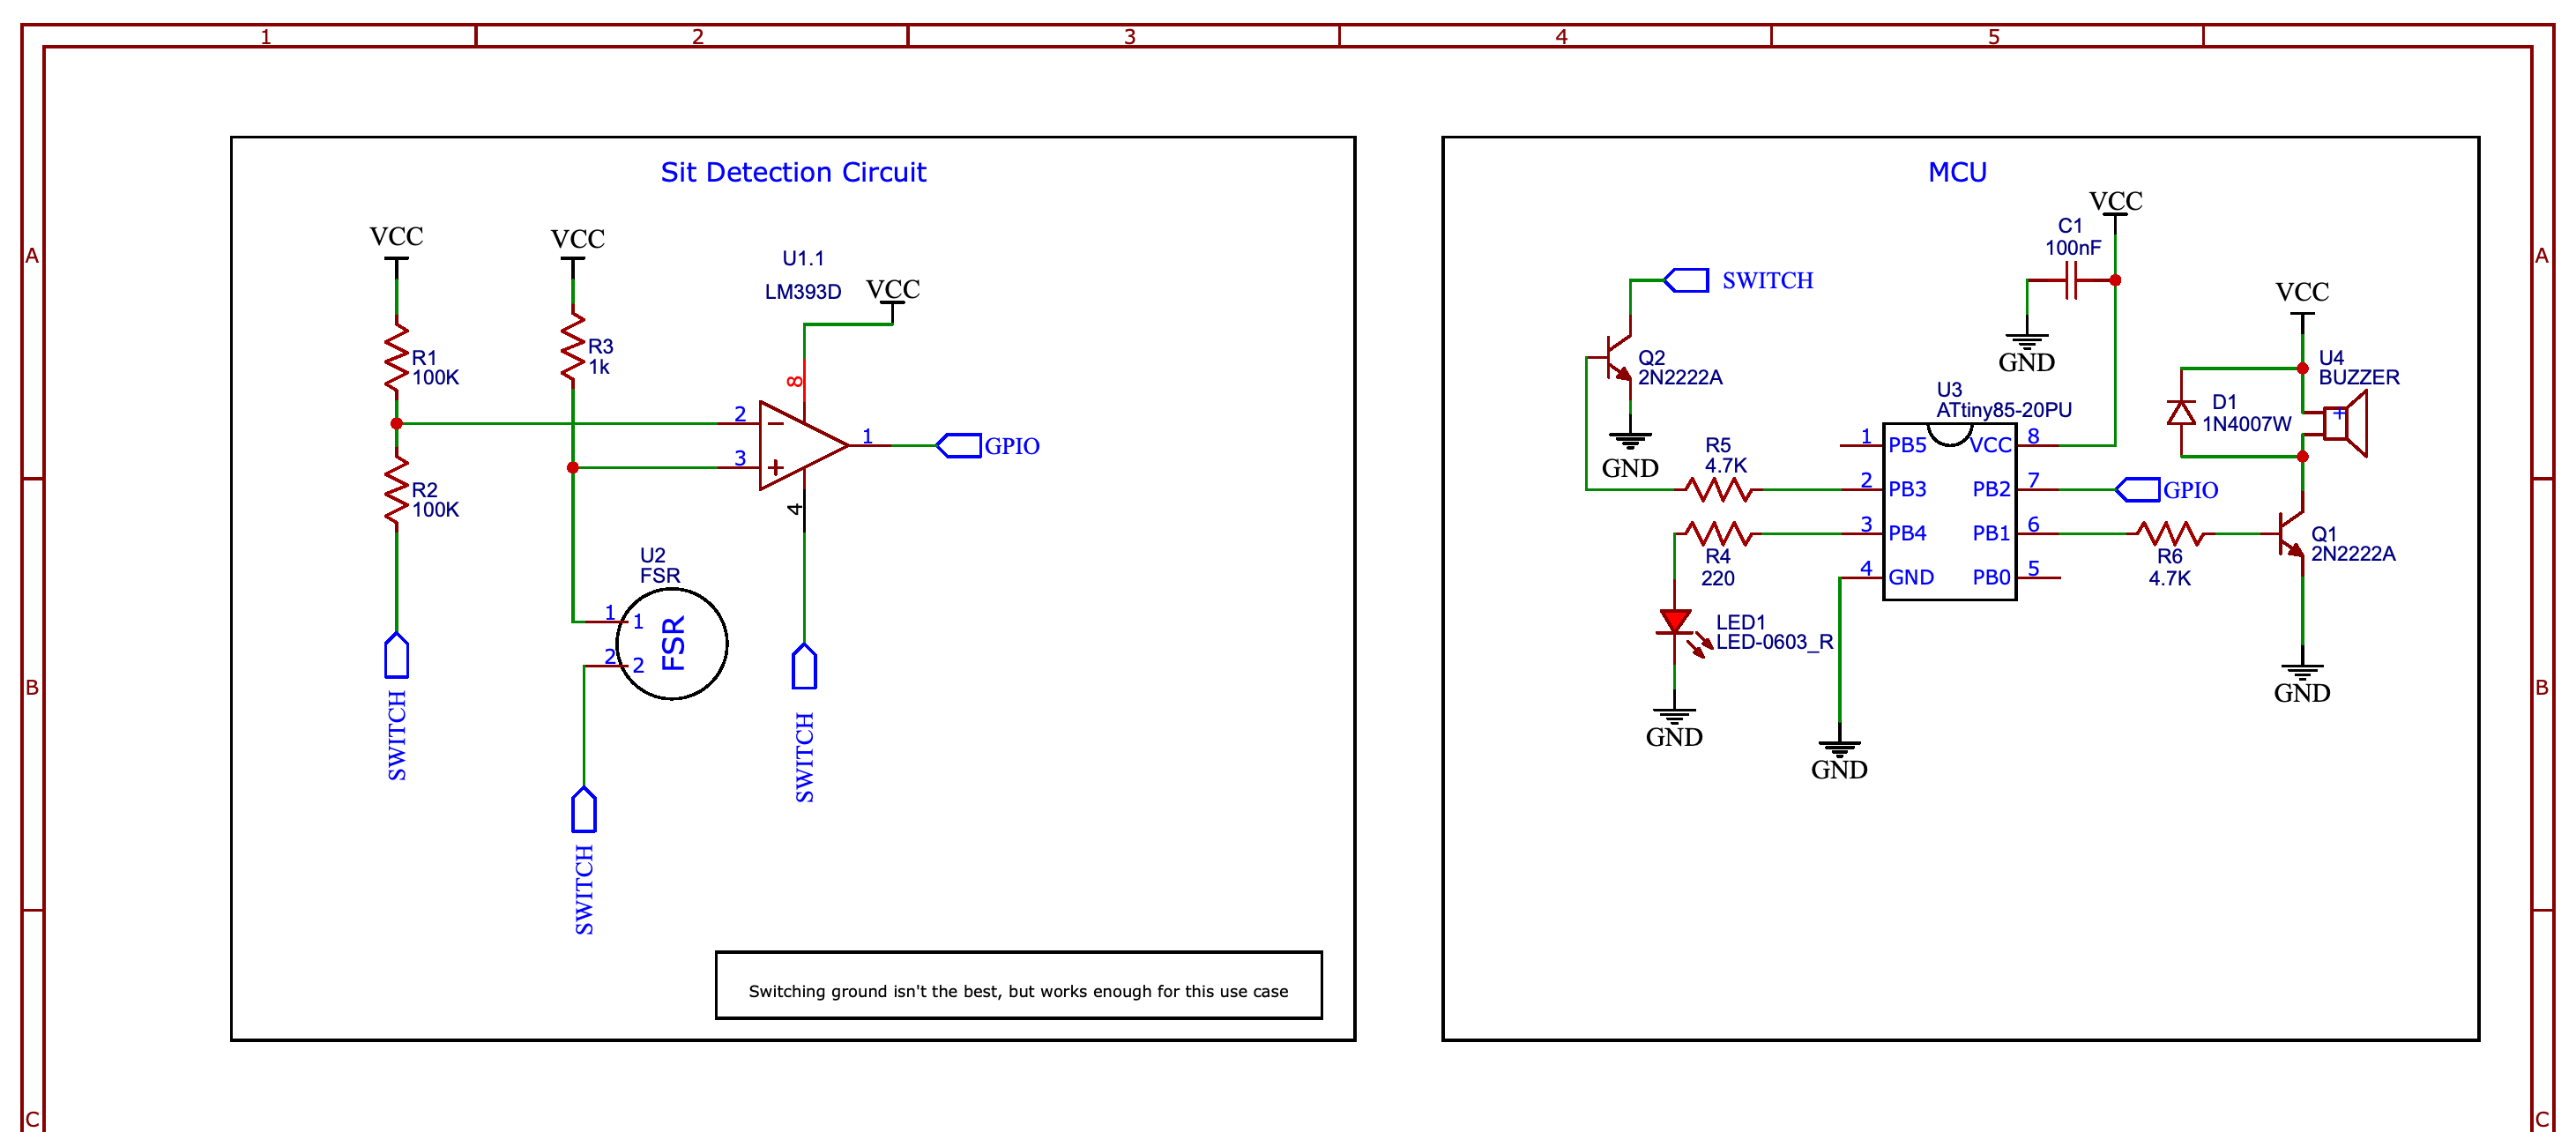 1 2 3 4 5
A A
B B
C C
Sit Detection Circuit
VCC
VCC
U1.1
LM393D
VCC
R1
100K
R3
1k
8
2
3
1
GPIO
4
R2
100K
U2
FSR
1 1
2 2
FSR
SWITCH
SWITCH
SWITCH
Switching ground isn't the best, but works enough for this use case
MCU
VCC
C1
100nF
GND
SWITCH
Q2
2N2222A
GND
VCC
U4
BUZZER
+
D1
1N4007W
U3
ATtiny85-20PU
R5
4.7K
1 PB5 VCC 8
2 PB3 PB2 7
GPIO
3 PB4 PB1 6
4 GND PB0 5
R4
220
R6
4.7K
Q1
2N2222A
LED1
LED-0603_R
GND
GND
GND